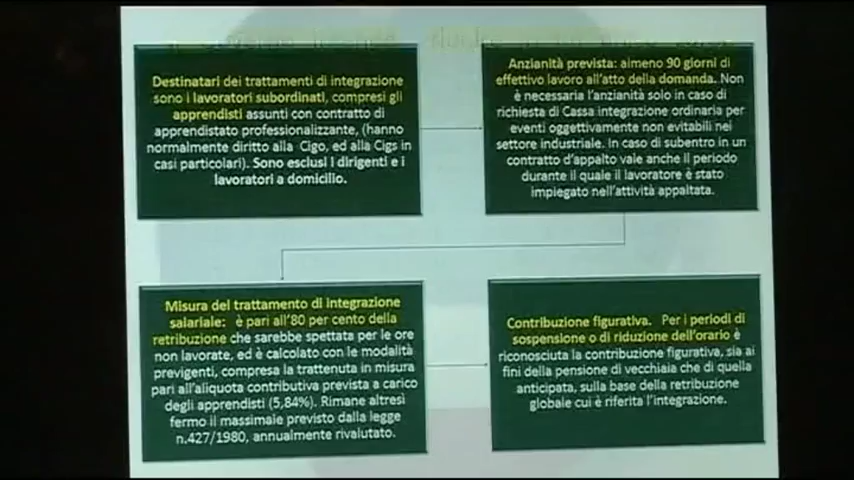 Destinatari dei trattamenti di integrazione
sono i lavoratori subordinati, compresi gli
apprendisti assunti con contratto di
apprendistato professionalizzante, (hanno
normalmente diritto alla Cigo, ed alla Cigs in
casi particolari). Sono esclusi i dirigenti e i
lavoratori a domicilio.
Anzianità prevista: almeno 90 giorni di
effettivo lavoro all'atto della domanda. Non
è necessaria l'anzianità solo in caso di
richiesta di Cassa integrazione ordinaria per
eventi oggettivamente non evitabili nel
settore industriale. In caso di subentro in un
contratto d'appalto vale anche il periodo
durante il quale il lavoratore è stato
impiegato nell'attività appaltata.
Misura del trattamento di integrazione
salariale: è pari all'80 per cento della
retribuzione che sarebbe spettata per le ore
non lavorate, ed è calcolato con le modalità
previgenti, compresa la trattenuta in misura
pari all'aliquota contributiva prevista a carico
degli apprendisti (5,84%). Rimane altresì
fermo il massimale previsto dalla legge
n.427/1980, annualmente rivalutato.
Contribuzione figurativa. Per i periodi di
sospensione o di riduzione dell'orario è
riconosciuta la contribuzione figurativa, sia ai
fini della pensione di vecchiaia che di quella
anticipata, sulla base della retribuzione
globale cui è riferita l'integrazione.